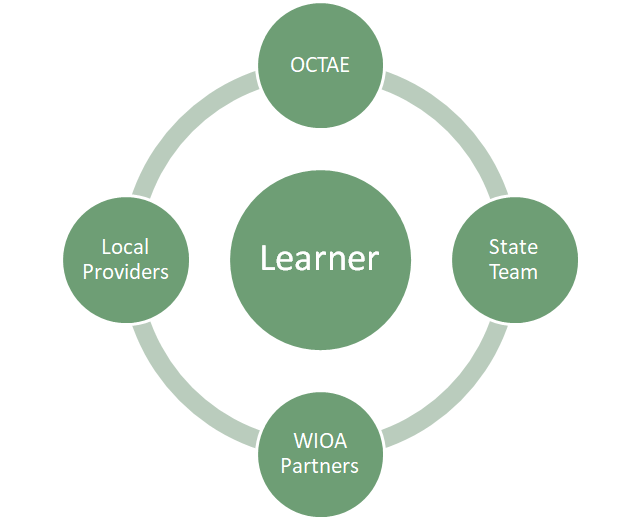 OCTAE
Local
Providers
Learner
State
Team
WIOA
Partners